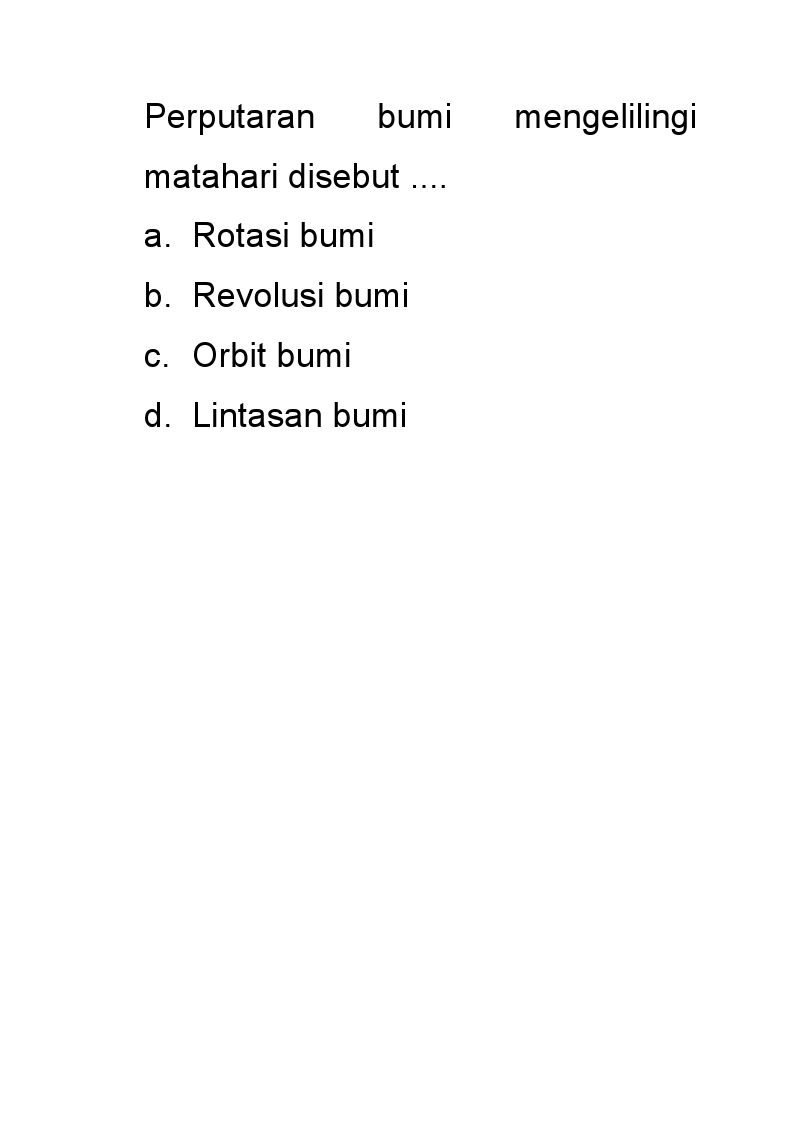 Perputaran bumi mengelilingi
matahari disebut ....
a. Rotasi bumi
b. Revolusi bumi
c. Orbit bumi
d. Lintasan bumi